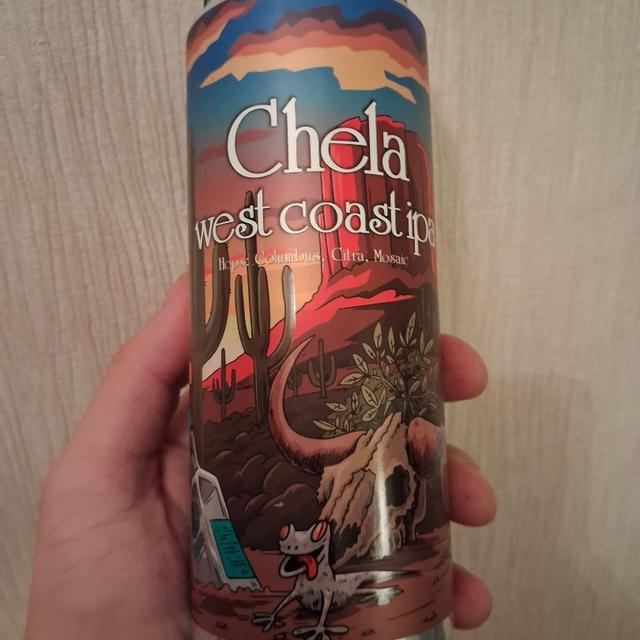 Chela
west coast ipa
Hops: Columbus, Citra, Mosaic